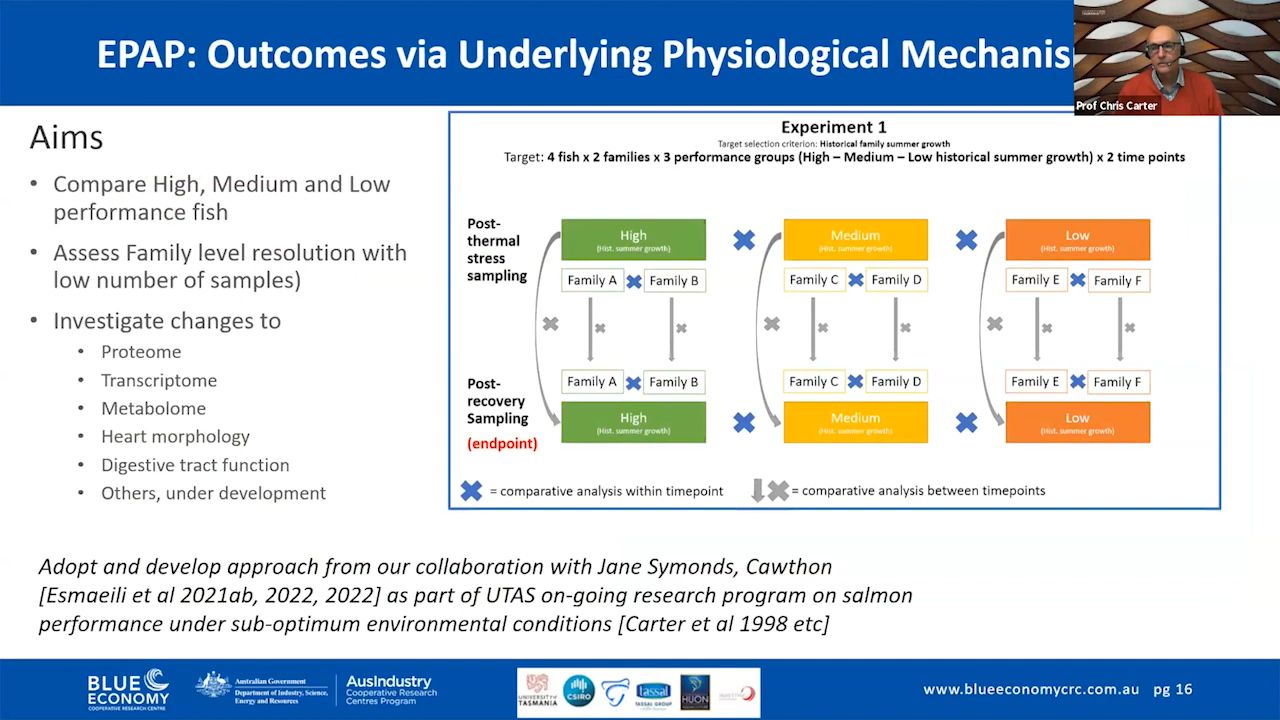 EPAP: Outcomes via Underlying Physiological Mechanis
Prof Chris Carter
Aims
• Compare High, Medium and Low
performance fish
• Assess Family level resolution with
low number of samples)
• Investigate changes to
• Proteome
• Transcriptome
• Metabolome
• Heart morphology
• Digestive tract function
• Others, under development
Experiment 1
Target selection criterion: Historical family summer growth
Target: 4 fish x 2 families x 3 performance groups (High – Medium – Low historical summer growth) x 2 time points
Post-
thermal
stress
sampling
High
(Hist. summer growth)
Medium
(Hist. summer growth)
Low
(Hist. summer growth)
Family A Family B Family C Family D Family E Family F
Family A Family B Family C Family D Family E Family F
Post-
recovery
Sampling
(endpoint)
High
(Hist. summer growth)
Medium
(Hist. summer growth)
Low
(Hist. summer growth)
= comparative analysis within timepoint
= comparative analysis between timepoints
Adopt and develop approach from our collaboration with Jane Symonds, Cawthon
[Esmaeili et al 2021ab, 2022, 2022] as part of UTAS on-going research program on salmon
performance under sub-optimum environmental conditions [Carter et al 1998 etc]
BLUE
ECONOMY
COOPERATIVE RESEARCH CENTRE
Australian Government
Department of Industry, Science,
Energy and Resources
AusIndustry
Cooperative Research
Centres Program
UNIVERSITY of
TASMANIA
CSIRO
Tassal
TASSAL GROUP
HUON
www.blueeconomycrc.com.au pg 16